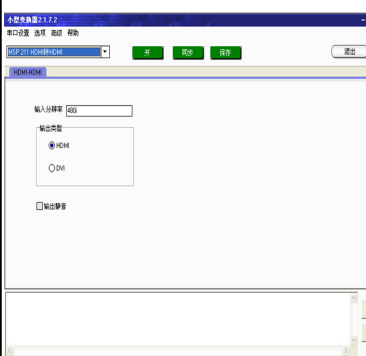 小型变换器2.1.7.2
串口设置 选项 高级 帮助
MSP 211 HDMI转HDMI 开 同步 保存 退出
HDMI-HDMI
输入分辨率 480i
输出类型
HDMI
DVI
输出静音